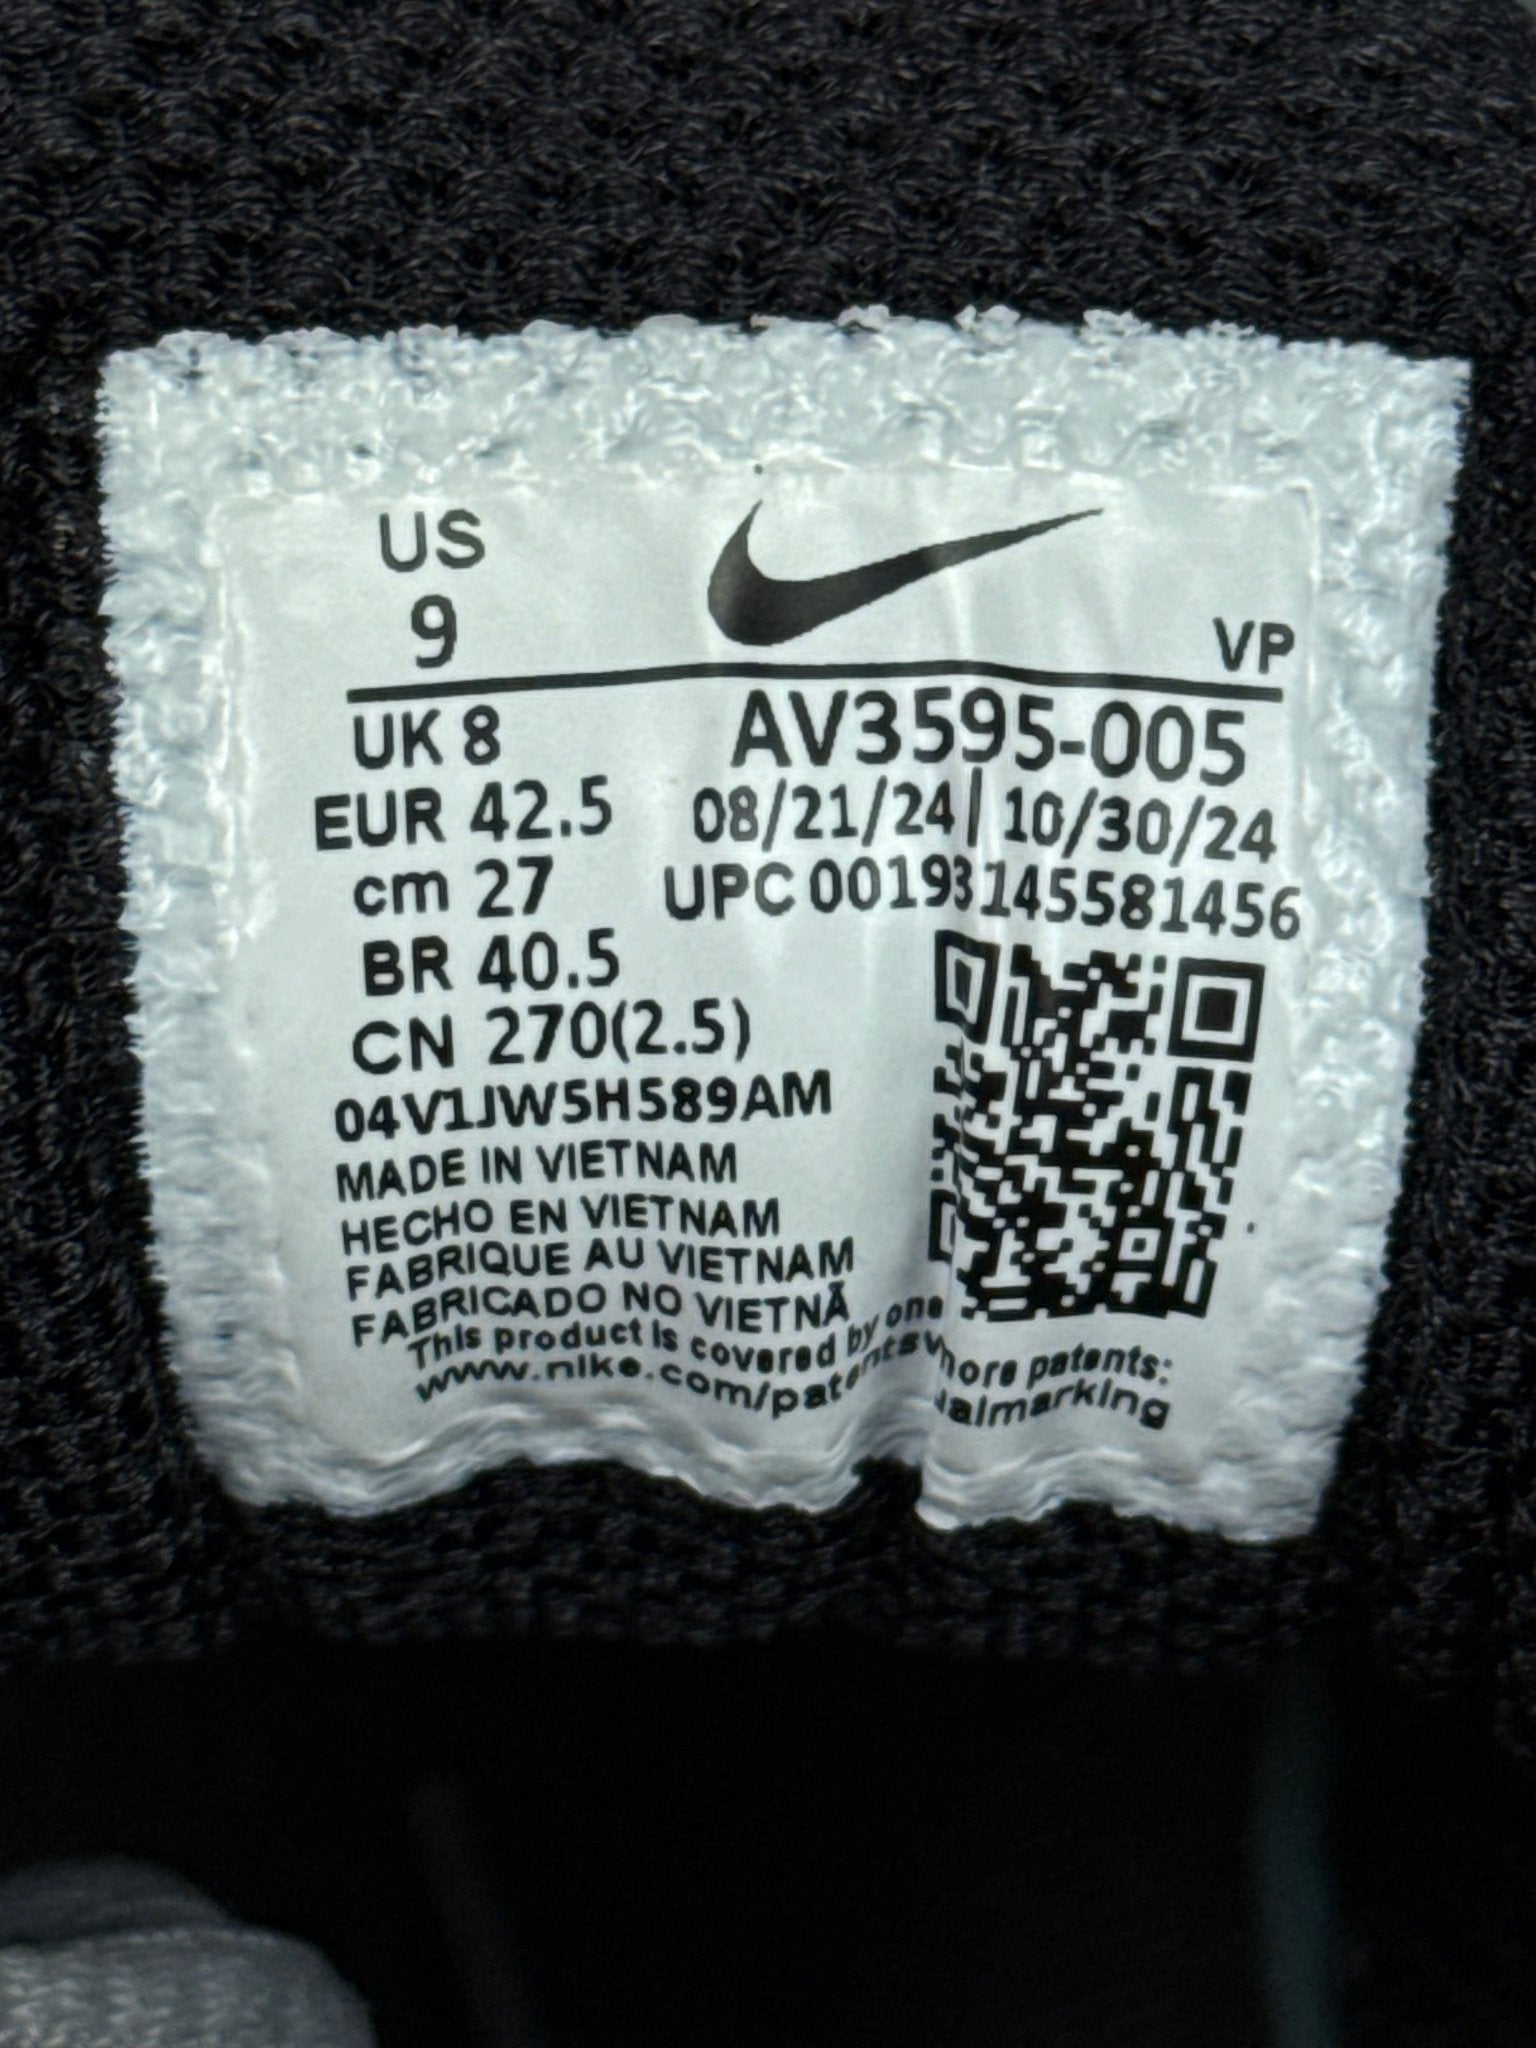 US
9
VP
UK 8
AV3595-005
EUR 42.5
08/21/24 | 10/30/24
cm 27
UPC 00193145581456
BR 40.5
CN 270(2.5)
04V1JW5H589AM
MADE IN VIETNAM
HECHO EN VIETNAM
FABRIQUE AU VIETNAM
FABRICADO NO VIETNÃ
This product is covered by one more patents:
www.nike.com/patents